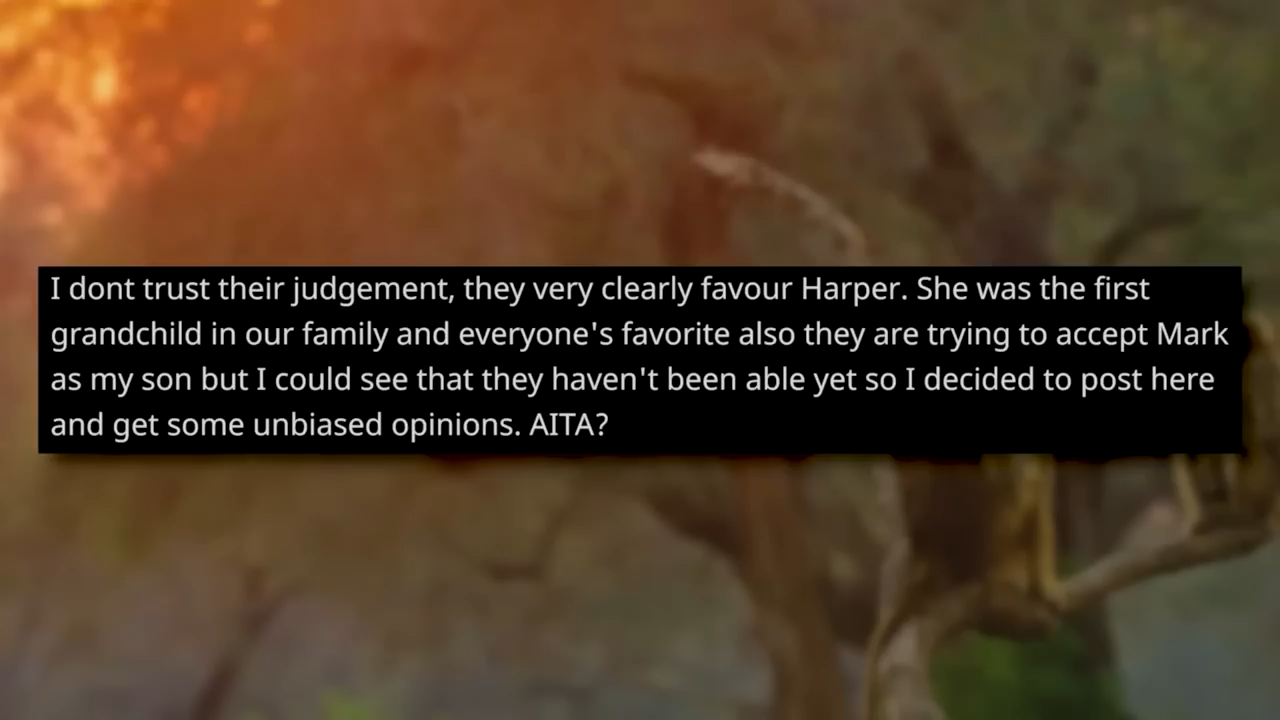 I dont trust their judgement, they very clearly favour Harper. She was the first
grandchild in our family and everyone's favorite also they are trying to accept Mark
as my son but I could see that they haven't been able yet so I decided to post here
and get some unbiased opinions. AITA?